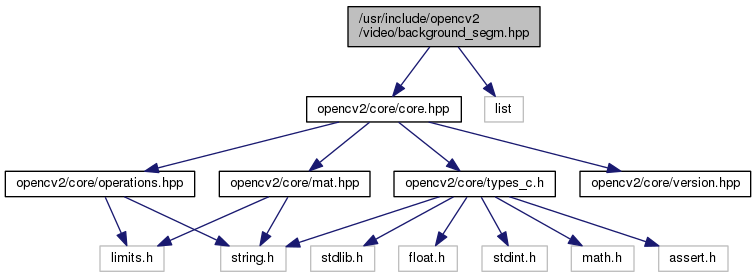 /usr/include/opencv2
/video/background_segm.hpp
opencv2/core/core.hpp
list
opencv2/core/operations.hpp
opencv2/core/mat.hpp
opencv2/core/types_c.h
opencv2/core/version.hpp
limits.h
string.h
stdlib.h
float.h
stdint.h
math.h
assert.h